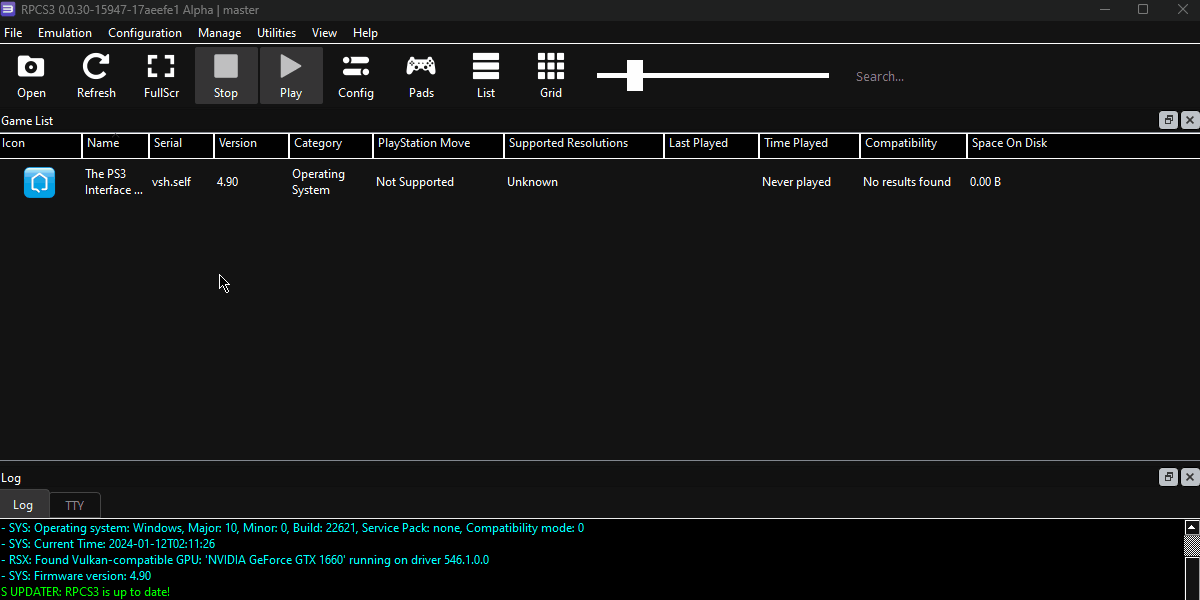 RPCS3 0.0.30-15947-17aeefe1 Alpha | master
File Emulation Configuration Manage Utilities View Help
Open Refresh FullScr Stop Play Config Pads List Grid Search...
Game List
Icon Name Serial Version Category PlayStation Move Supported Resolutions Last Played Time Played Compatibility Space On Disk
The PS3 Interface ... vsh.self 4.90 Operating System Not Supported Unknown Never played No results found 0.00 B
Log
Log TTY
- SYS: Operating system: Windows, Major: 10, Minor: 0, Build: 22621, Service Pack: none, Compatibility mode: 0
- SYS: Current Time: 2024-01-12T02:11:26
- RSX: Found Vulkan-compatible GPU: 'NVIDIA GeForce GTX 1660' running on driver 546.1.0.0
- SYS: Firmware version: 4.90
S UPDATER: RPCS3 is up to date!